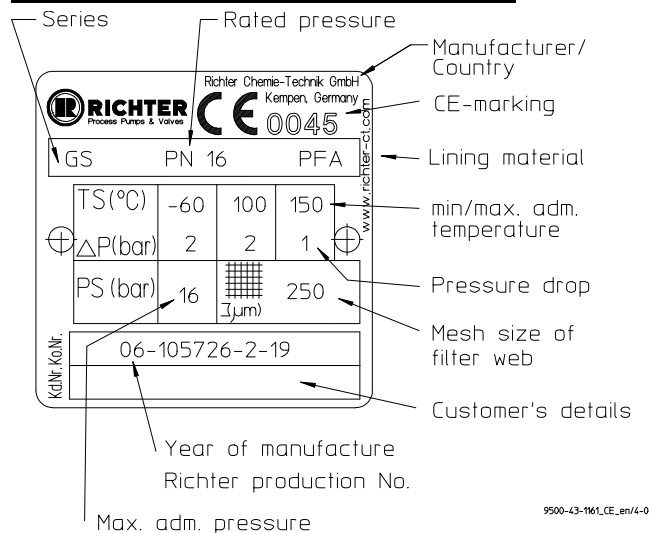 Series
Rated pressure
Manufacturer/
Country
Richter Chemie-Technik GmbH
Kempen, Germany
RICHTER
Process Pumps & Valves
CE
0045
CE-marking
www.richter-ct.com
GS PN 16 PFA
Lining material
TS(°C) -60 100 150
min/max. adm.
temperature
△P(bar) 2 2 1
Pressure drop
PS (bar) 16 (µm) 250
Mesh size of
filter web
Kd.Nr. Ko.Nr.
06-105726-2-19
Customer's details
Year of manufacture
Richter production No.
Max. adm. pressure
9500-43-1161_CE_en/4-0